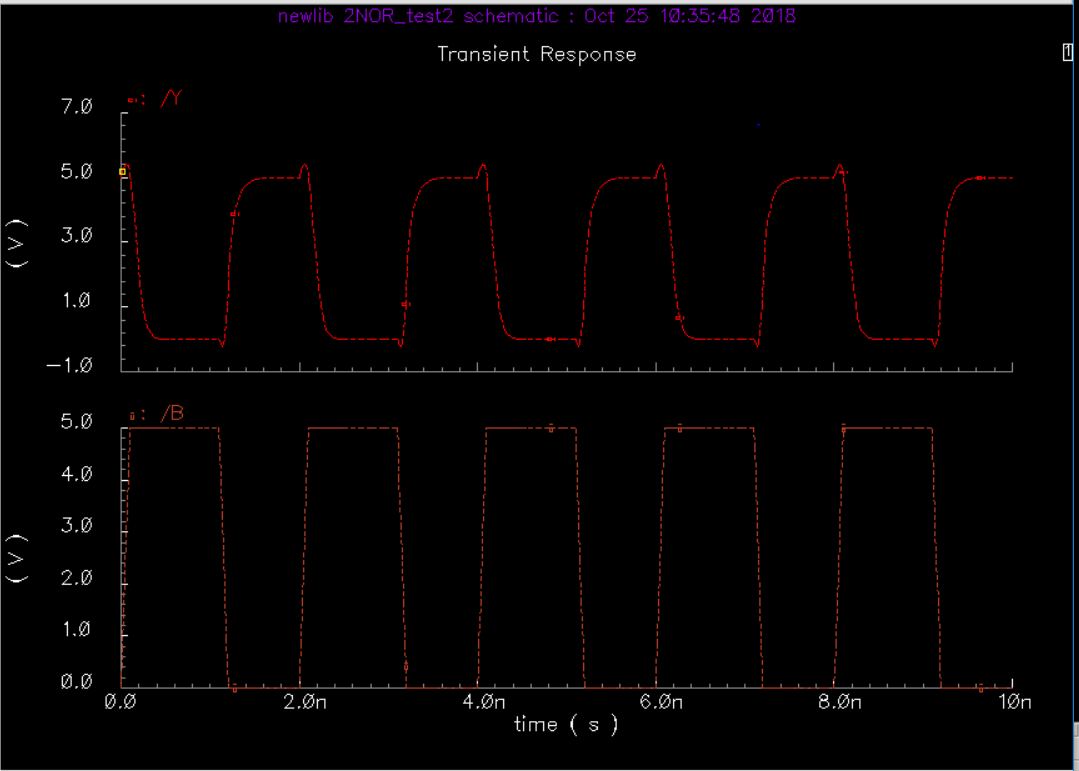 newlib 2NOR_test2 schematic : Oct 25 10:35:48 2018
Transient Response
1
: /Y
7.0
5.0
3.0
1.0
−1.0
(V)
: /B
5.0
4.0
3.0
2.0
1.0
0.0
(V)
0.0 2.0n 4.0n 6.0n 8.0n 10n
time ( s )